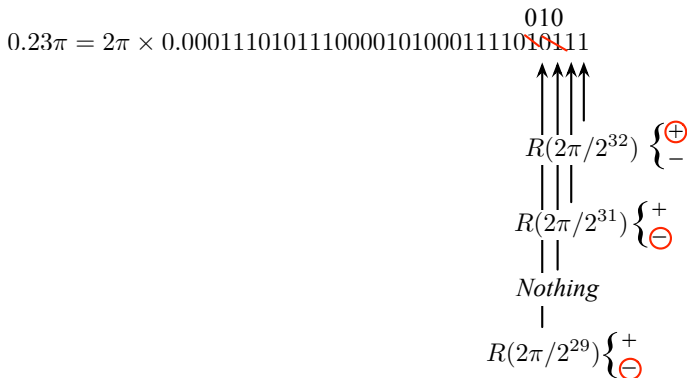 010
0.23π = 2π × 0.00011101011100001010001111010111
R(2π/2^32) { +
−
R(2π/2^31) { +
−
Nothing
R(2π/2^29) { +
−